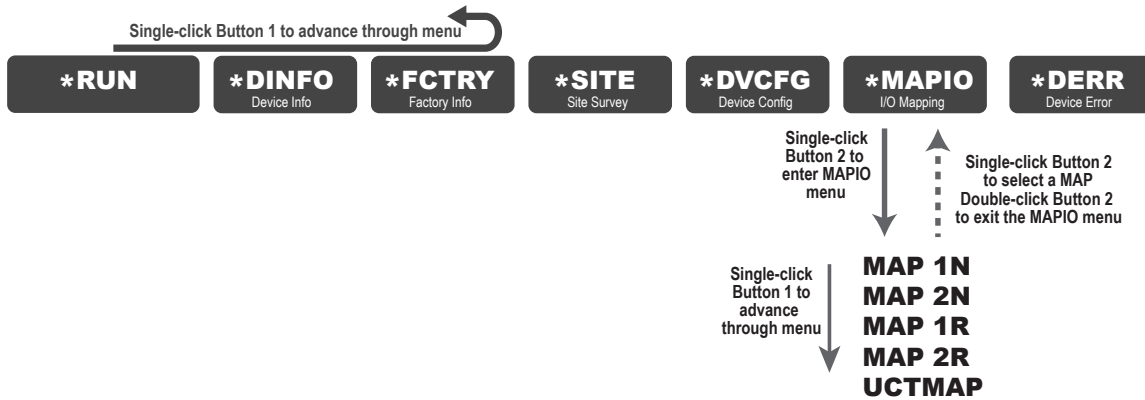 Single-click Button 1 to advance through menu
*RUN
*DINFO
Device Info
*FCTRY
Factory Info
*SITE
Site Survey
*DVCFG
Device Config
*MAPIO
I/O Mapping
*DERR
Device Error
Single-click
Button 2 to
enter MAPIO
menu
Single-click Button 2
to select a MAP
Double-click Button 2
to exit the MAPIO menu
Single-click
Button 1 to
advance
through menu
MAP 1N
MAP 2N
MAP 1R
MAP 2R
UCTMAP